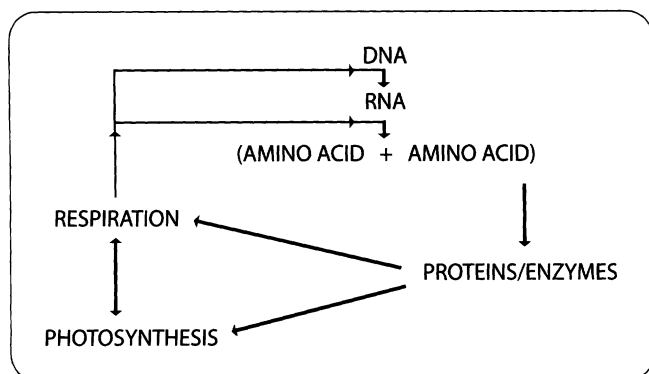 DNA
RNA
(AMINO ACID + AMINO ACID)
RESPIRATION
PROTEINS/ENZYMES
PHOTOSYNTHESIS